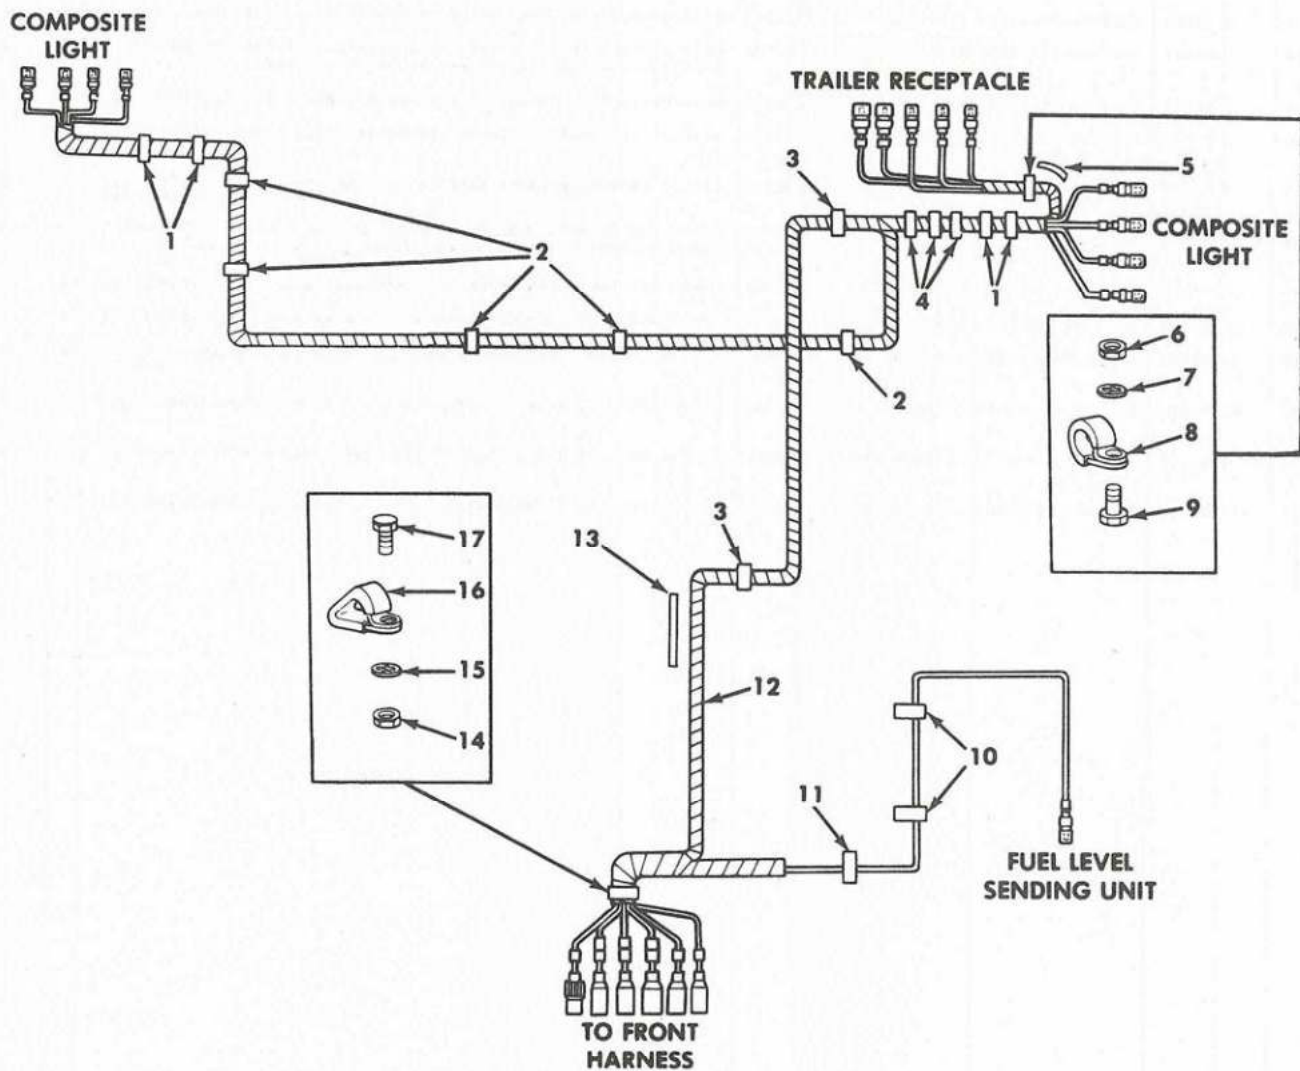 COMPOSITE
LIGHT
TRAILER RECEPTACLE
3
5
1
2
COMPOSITE
LIGHT
4
1
6
2
7
8
3
9
17
13
16
15
12
14
10
11
FUEL LEVEL
SENDING UNIT
TO FRONT
HARNESS